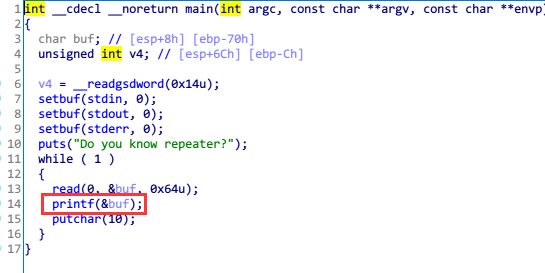 1 int __cdecl __noreturn main(int argc, const char **argv, const char **envp)
2 {
3 char buf; // [esp+8h] [ebp-70h]
4 unsigned int v4; // [esp+6Ch] [ebp-Ch]
5
6 v4 = __readgsdword(0x14u);
7 setbuf(stdin, 0);
8 setbuf(stdout, 0);
9 setbuf(stderr, 0);
10 puts("Do you know repeater?");
11 while ( 1 )
12 {
13 read(0, &buf, 0x64u);
14 printf(&buf);
15 putchar(10);
16 }
17 }